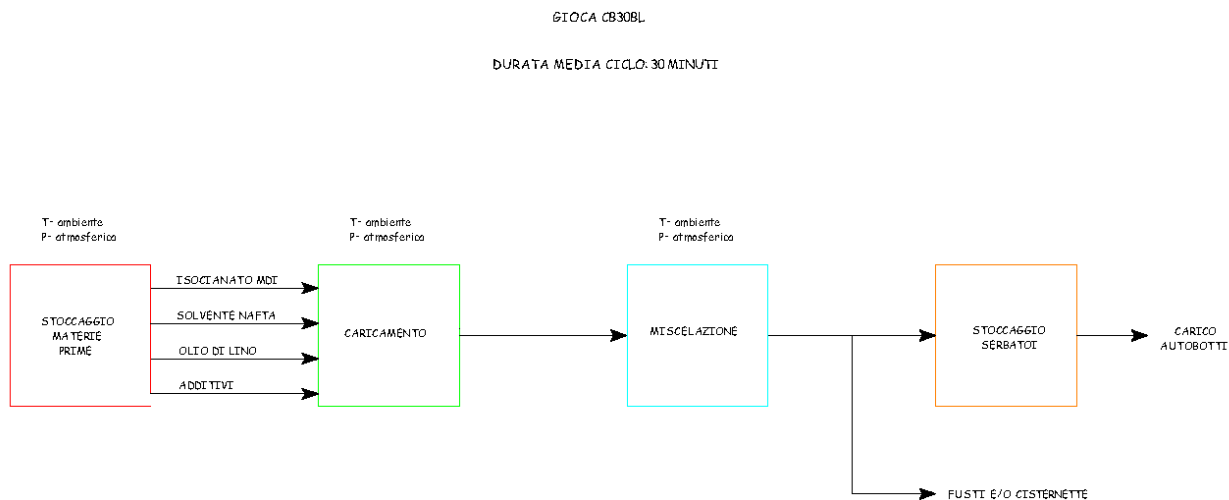 GIOCA CB30BL
DURATA MEDIA CICLO: 30 MINUTI
T- ambiente
P- atmosferica
T- ambiente
P- atmosferica
T- ambiente
P- atmosferica
STOCCAGGIO
MATERIE
PRIME
ISOCIANATO MDI
SOLVENTE NAFTA
OLIO DI LINO
ADDITIVI
CARICAMENTO
MISCELAZIONE
STOCCAGGIO
SERBATOI
CARICO
AUTOBOTTI
FUSTI E/O CISTERNETTE